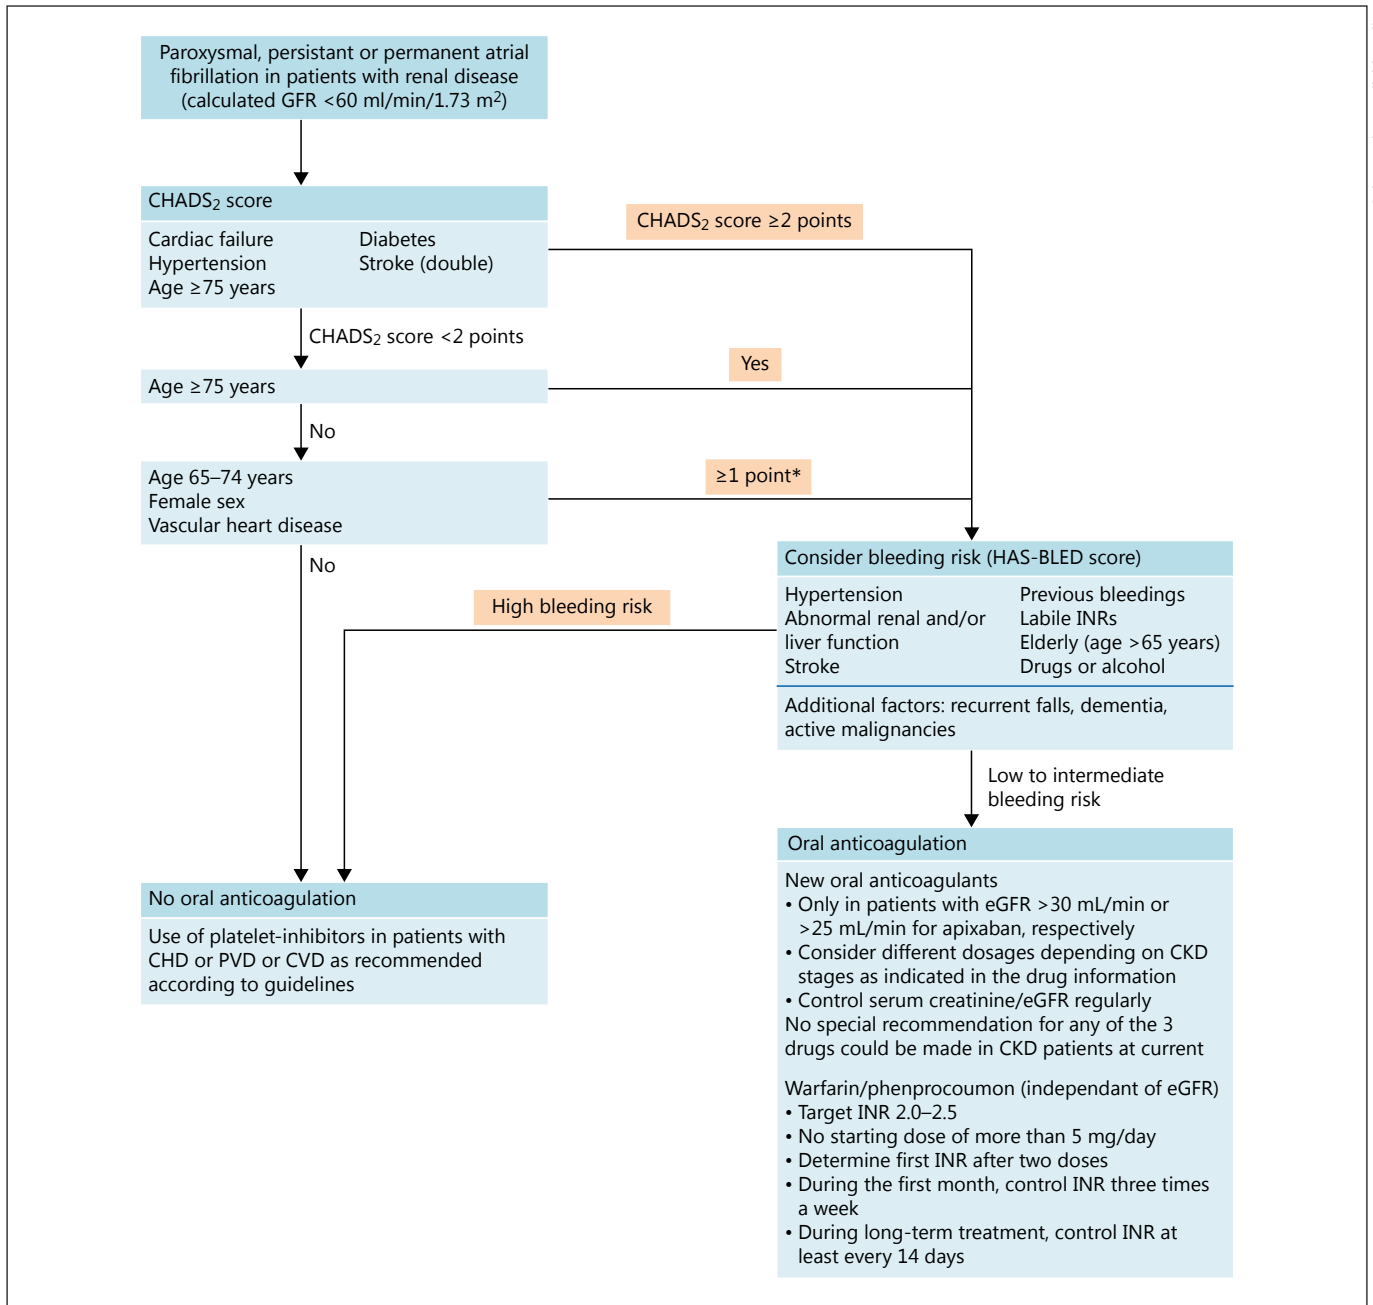 Paroxysmal, persistant or permanent atrial
fibrillation in patients with renal disease
(calculated GFR <60 ml/min/1.73 m²)
CHADS₂ score
Cardiac failure
Hypertension
Age ≥75 years
Diabetes
Stroke (double)
CHADS₂ score ≥2 points
CHADS₂ score <2 points
Age ≥75 years
Yes
No
Age 65–74 years
Female sex
Vascular heart disease
≥1 point*
No
Consider bleeding risk (HAS-BLED score)
Hypertension
Abnormal renal and/or
liver function
Stroke
Previous bleedings
Labile INRs
Elderly (age >65 years)
Drugs or alcohol
Additional factors: recurrent falls, dementia,
active malignancies
High bleeding risk
Low to intermediate
bleeding risk
No oral anticoagulation
Use of platelet-inhibitors in patients with
CHD or PVD or CVD as recommended
according to guidelines
Oral anticoagulation
New oral anticoagulants
• Only in patients with eGFR >30 mL/min or
>25 mL/min for apixaban, respectively
• Consider different dosages depending on CKD
stages as indicated in the drug information
• Control serum creatinine/eGFR regularly
No special recommendation for any of the 3
drugs could be made in CKD patients at current
Warfarin/phenprocoumon (independant of eGFR)
• Target INR 2.0–2.5
• No starting dose of more than 5 mg/day
• Determine first INR after two doses
• During the first month, control INR three times
a week
• During long-term treatment, control INR at
least every 14 days